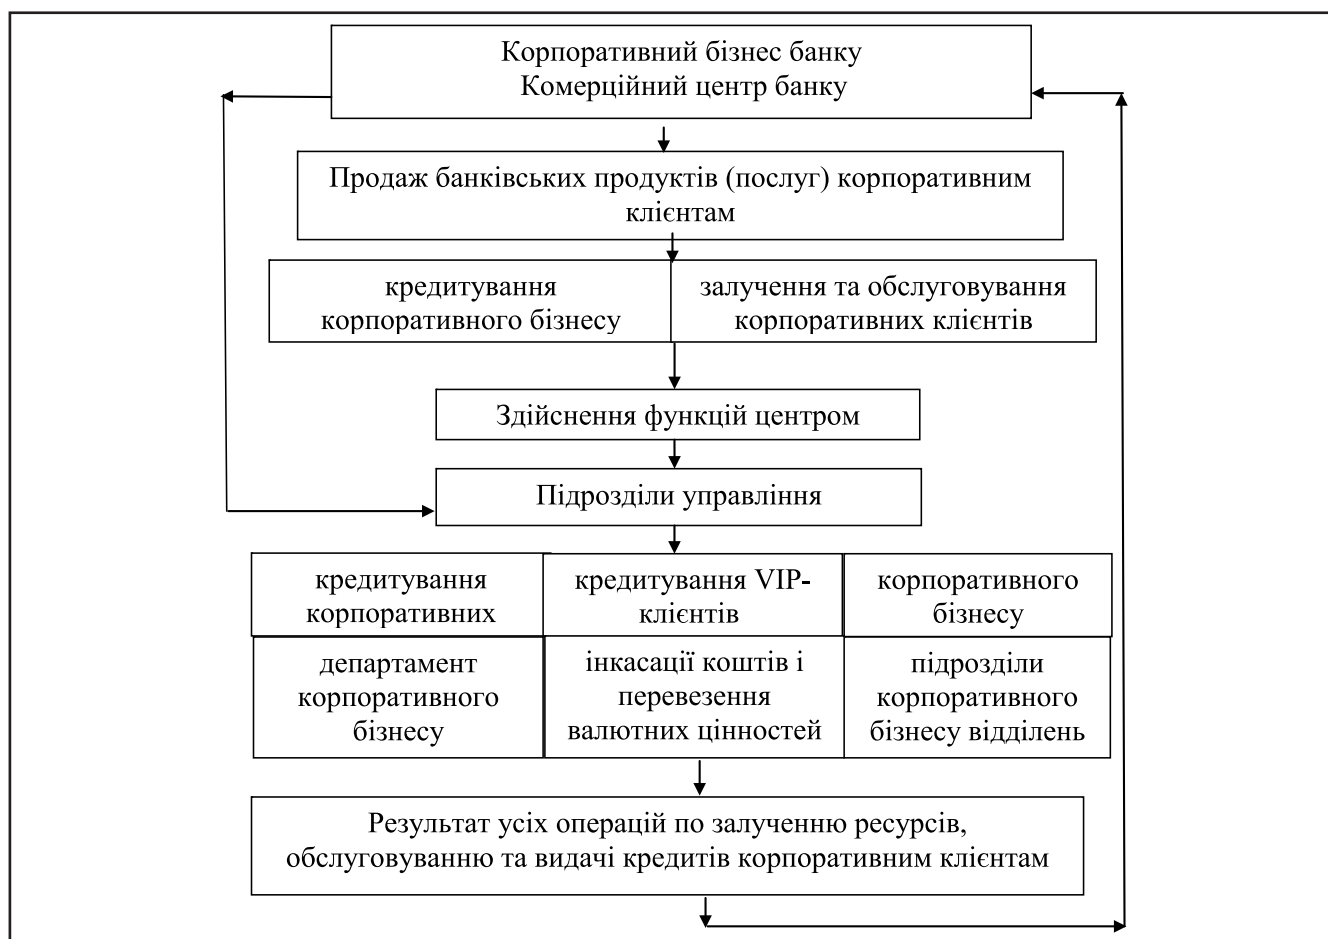 Корпоративний бізнес банку
Комерційний центр банку
Продаж банківських продуктів (послуг) корпоративним
клієнтам
кредитування
корпоративного бізнесу
залучення та обслуговування
корпоративних клієнтів
Здійснення функцій центром
Підрозділи управління
кредитування
корпоративних
кредитування VIP-
клієнтів
корпоративного
бізнесу
департамент
корпоративного
бізнесу
інкасації коштів і
перевезення
валютних цінностей
підрозділи
корпоративного
бізнесу відділень
Результат усіх операцій по залученню ресурсів,
обслуговуванню та видачі кредитів корпоративним клієнтам